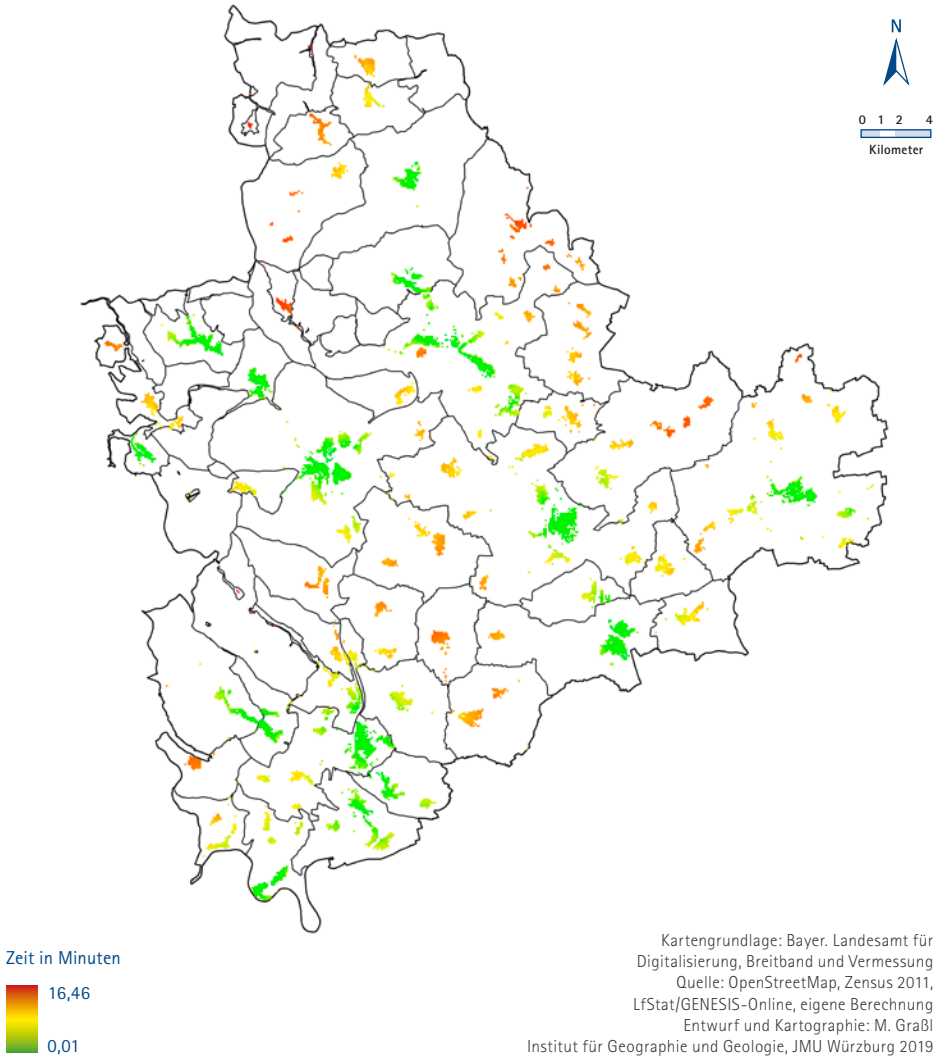 N
0 1 2 4
Kilometer
Zeit in Minuten
16,46
0,01
Kartengrundlage: Bayer. Landesamt für
Digitalisierung, Breitband und Vermessung
Quelle: OpenStreetMap, Zensus 2011,
LfStat/GENESIS-Online, eigene Berechnung
Entwurf und Kartographie: M. Graßl
Institut für Geographie und Geologie, JMU Würzburg 2019